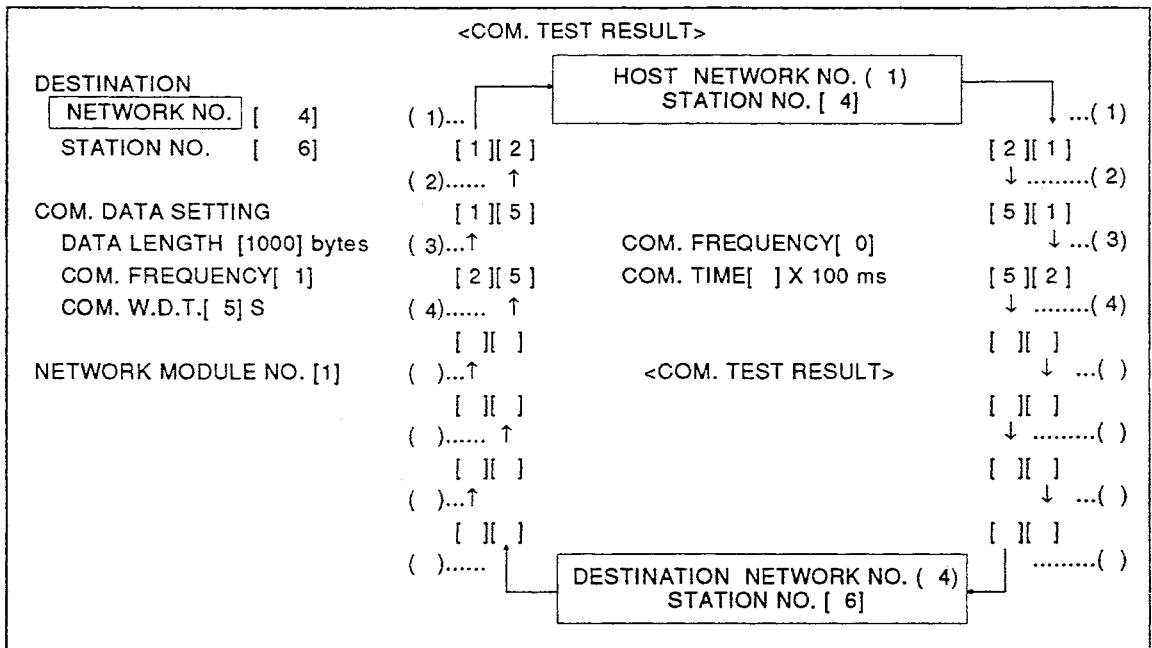 <COM. TEST RESULT>
DESTINATION
NETWORK NO. [ 4]
STATION NO. [ 6]
COM. DATA SETTING
DATA LENGTH [1000] bytes
COM. FREQUENCY[ 1]
COM. W.D.T.[ 5] S
NETWORK MODULE NO. [1]
HOST NETWORK NO. ( 1)
STATION NO. [ 4]
( 1)...
[ 1 ][ 2 ]
( 2)...... ↑
[ 1 ][ 5 ]
( 3)...↑
[ 2 ][ 5 ]
( 4)...... ↑
[ ][ ]
( )...↑
[ ][ ]
( )...... ↑
[ ][ ]
( )...↑
[ ][ ]
( )......
COM. FREQUENCY[ 0]
COM. TIME[ ] X 100 ms
<COM. TEST RESULT>
...( 1)
[ 2 ][ 1 ]
↓ .........( 2)
[ 5 ][ 1 ]
↓ ...( 3)
[ 5 ][ 2 ]
↓ ........( 4)
[ ][ ]
↓ ...( )
[ ][ ]
↓ .........( )
[ ][ ]
↓ ...( )
[ ][ ]
.........( )
DESTINATION NETWORK NO. ( 4)
STATION NO. [ 6]